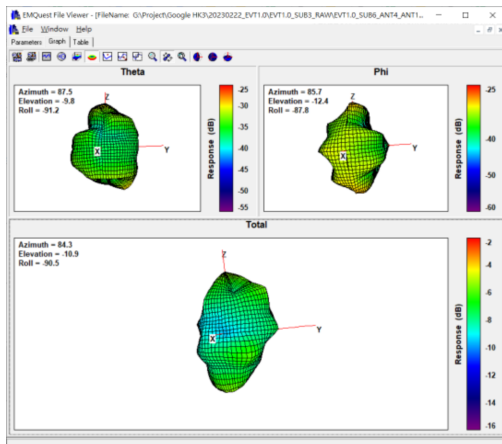 EMQuest File Viewer - [FileName: G:\Project\Google HK3\20230222_EVT1.0\EVT1.0_SUB3_RAW\EVT1.0_SUB6_ANT4_ANT1...
File Window Help
Parameters Graph Table
Theta
Azimuth = 87.5
Elevation = -9.8
Roll = -91.2
Z
X
Y
Response (dB)
-25
-30
-35
-40
-45
-50
-55
Phi
Azimuth = 85.7
Elevation = -12.4
Roll = -87.8
Z
X
Y
Response (dB)
-25
-30
-40
-50
-60
Total
Azimuth = 84.3
Elevation = -10.9
Roll = -90.5
Z
X
Y
Response (dB)
-2
-4
-6
-8
-10
-12
-14
-16